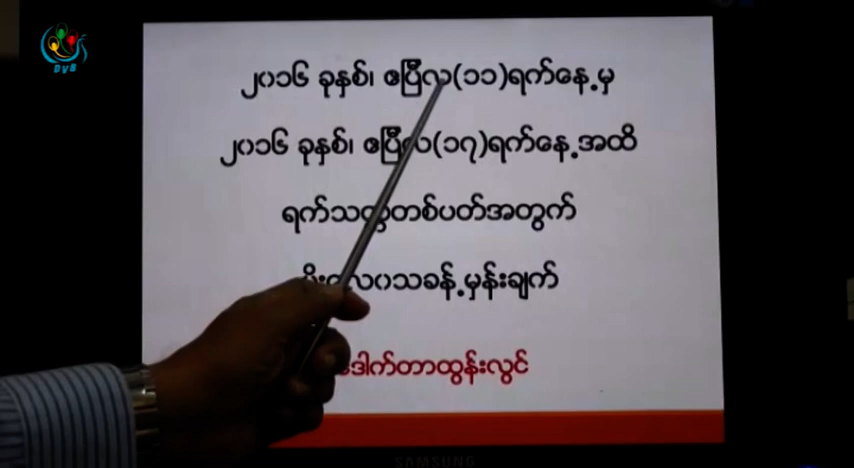 DVB
၂၀၁၆ ခုနှစ်၊ ဧပြီလ(၁၁)ရက်နေ့မှ
၂၀၁၆ ခုနှစ်၊ ဧပြီလ(၁၇)ရက်နေ့အထိ
ရက်သတ္တတစ်ပတ်အတွက်
မိုးလေဝသခန့်မှန်းချက်
ဒေါက်တာထွန်းလွင်
SAMSUNG